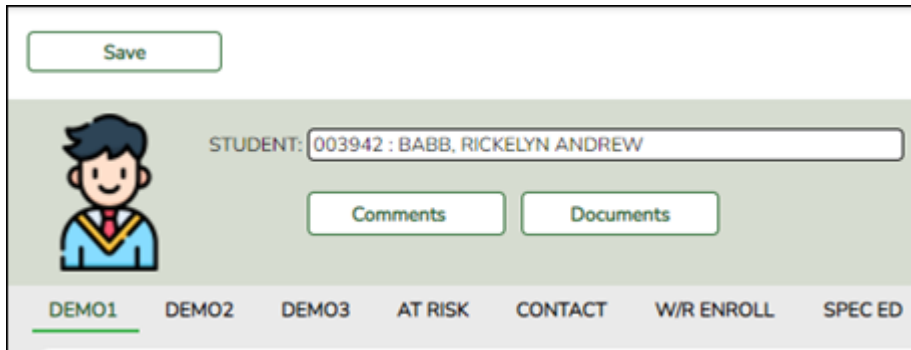 Save
STUDENT: 003942 : BABB, RICKELYN ANDREW
Comments Documents
DEMO1 DEMO2 DEMO3 AT RISK CONTACT W/R ENROLL SPEC ED